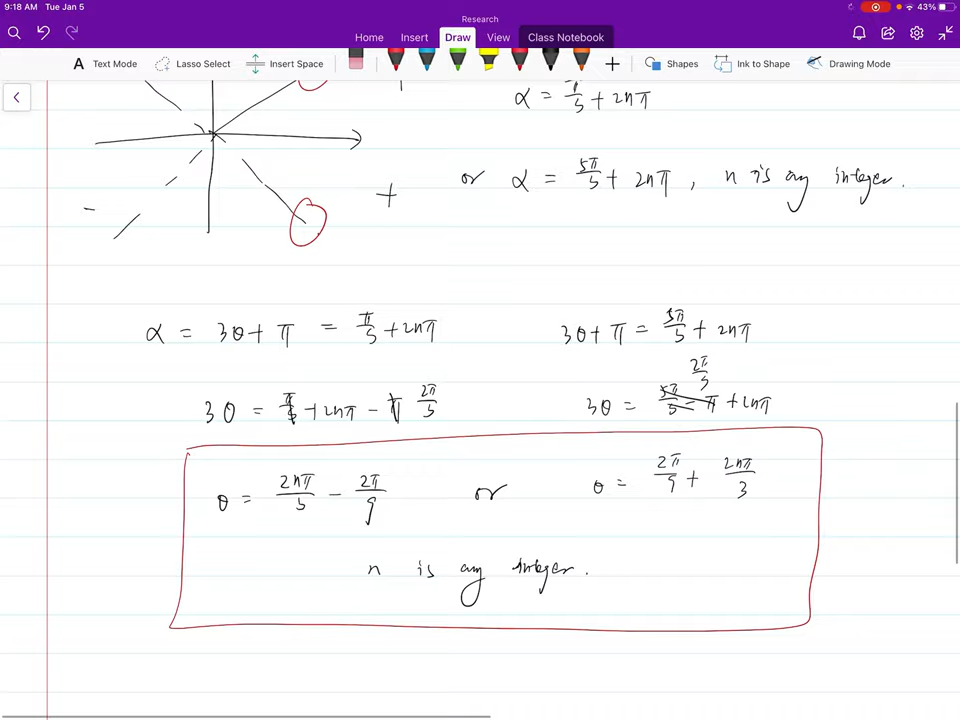 9:18 AM Tue Jan 5
43%
Research
Home Insert Draw View Class Notebook
Text Mode Lasso Select Insert Space Shapes Ink to Shape Drawing Mode
α = π/3 + 2nπ
+ or α = 5π/3 + 2nπ, n is any integer.
α = 3θ + π = π/3 + 2nπ
3θ + π = 5π/3 + 2nπ
3θ = π/3 + 2nπ - π 2π/3
3θ = 5π/3 - π + 2nπ 2π/3
θ = 2nπ/3 - 2π/9 or θ = 2π/9 + 2nπ/3
n is any integer.